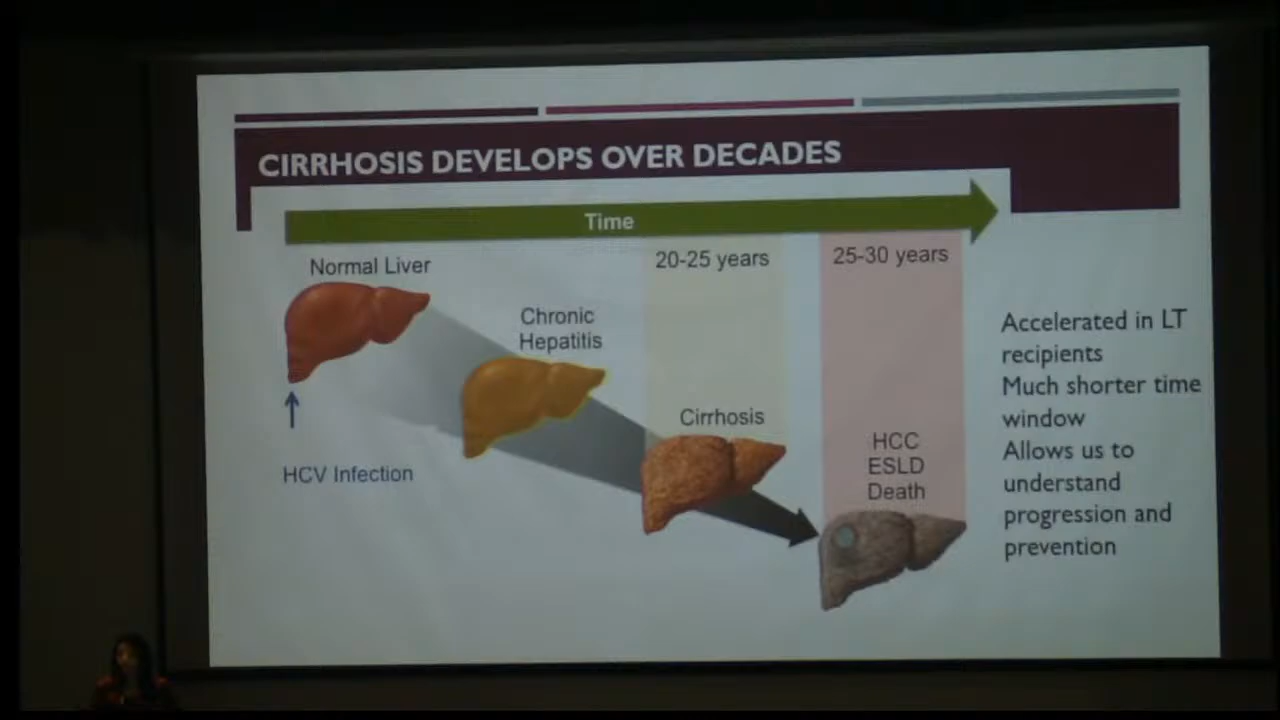 CIRRHOSIS DEVELOPS OVER DECADES
Time
Normal Liver
20-25 years
25-30 years
Chronic
Hepatitis
Cirrhosis
HCV Infection
HCC
ESLD
Death
Accelerated in LT
recipients
Much shorter time
window
Allows us to
understand
progression and
prevention